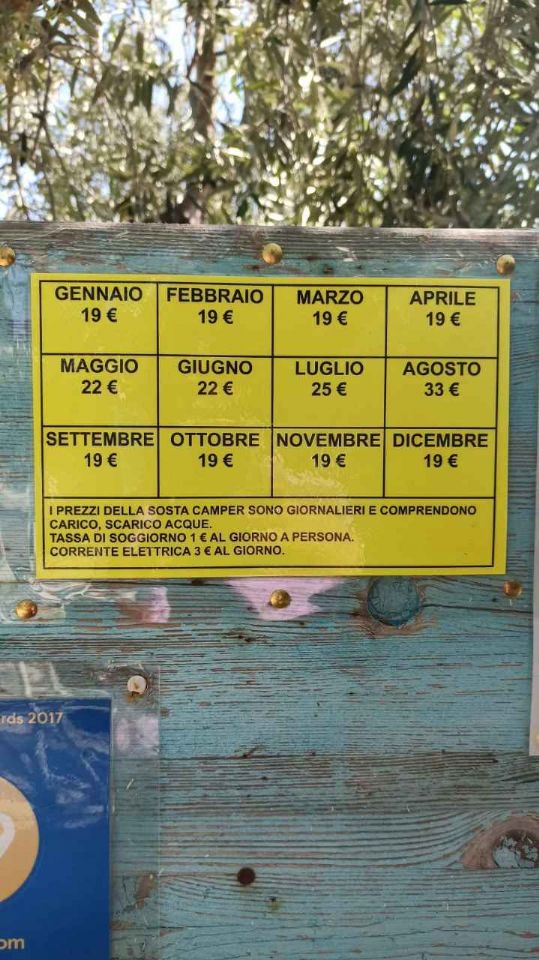 GENNAIO
19 €
FEBBRAIO
19 €
MARZO
19 €
APRILE
19 €
MAGGIO
22 €
GIUGNO
22 €
LUGLIO
25 €
AGOSTO
33 €
SETTEMBRE
19 €
OTTOBRE
19 €
NOVEMBRE
19 €
DICEMBRE
19 €
I PREZZI DELLA SOSTA CAMPER SONO GIORNALIERI E COMPRENDONO
CARICO, SCARICO ACQUE.
TASSA DI SOGGIORNO 1 € AL GIORNO A PERSONA.
CORRENTE ELETTRICA 3 € AL GIORNO.
rds 2017
om